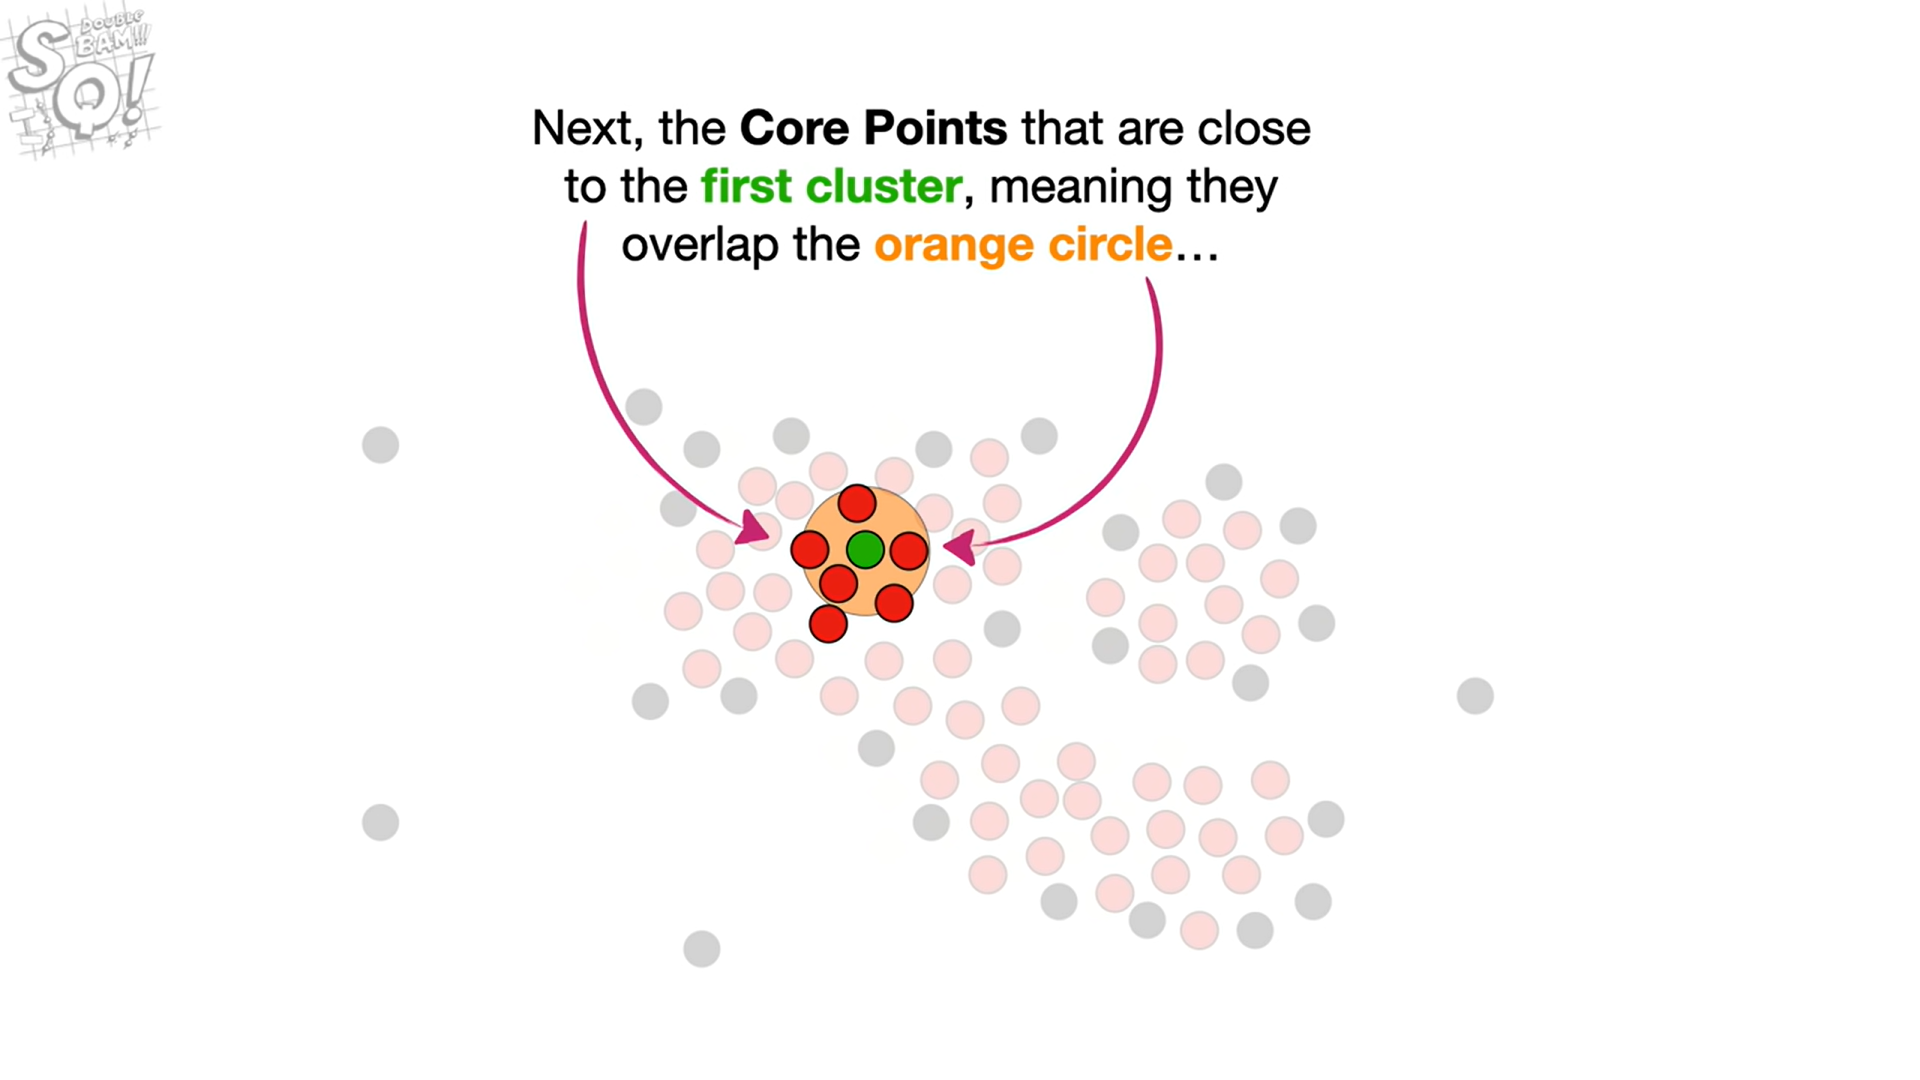 DOUBLE
BAM!!!
SQ!
Next, the Core Points that are close
to the first cluster, meaning they
overlap the orange circle…